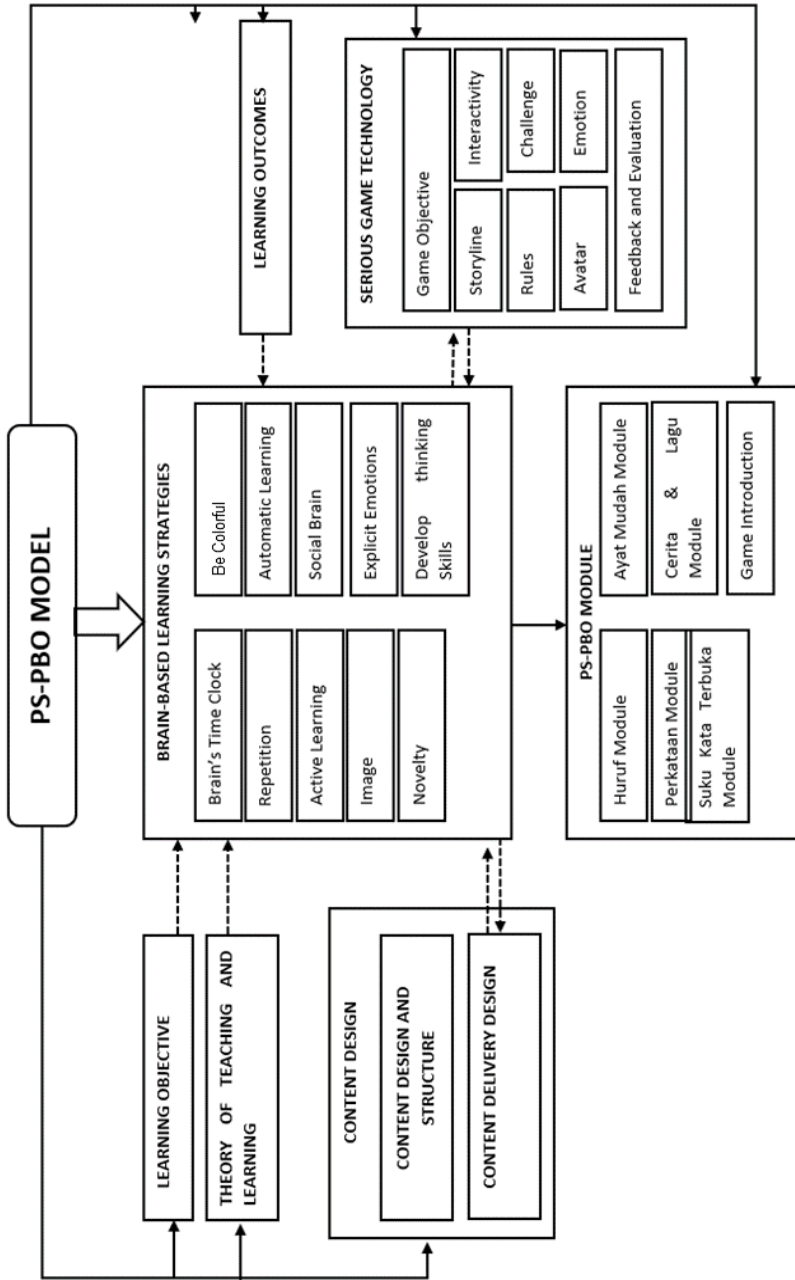 PS-PBO MODEL
LEARNING OBJECTIVE
THEORY OF TEACHING AND
LEARNING
CONTENT DESIGN
CONTENT DESIGN AND
STRUCTURE
CONTENT DELIVERY DESIGN
BRAIN-BASED LEARNING STRATEGIES
Brain's Time Clock
Repetition
Active Learning
Image
Novelty
Be Colorful
Automatic Learning
Social Brain
Explicit Emotions
Develop thinking
Skills
LEARNING OUTCOMES
SERIOUS GAME TECHNOLOGY
Game Objective
Storyline
Interactivity
Rules
Challenge
Avatar
Emotion
Feedback and Evaluation
PS-PBO MODULE
Huruf Module
Perkataan Module
Suku Kata Terbuka
Module
Ayat Mudah Module
Cerita & Lagu
Module
Game Introduction